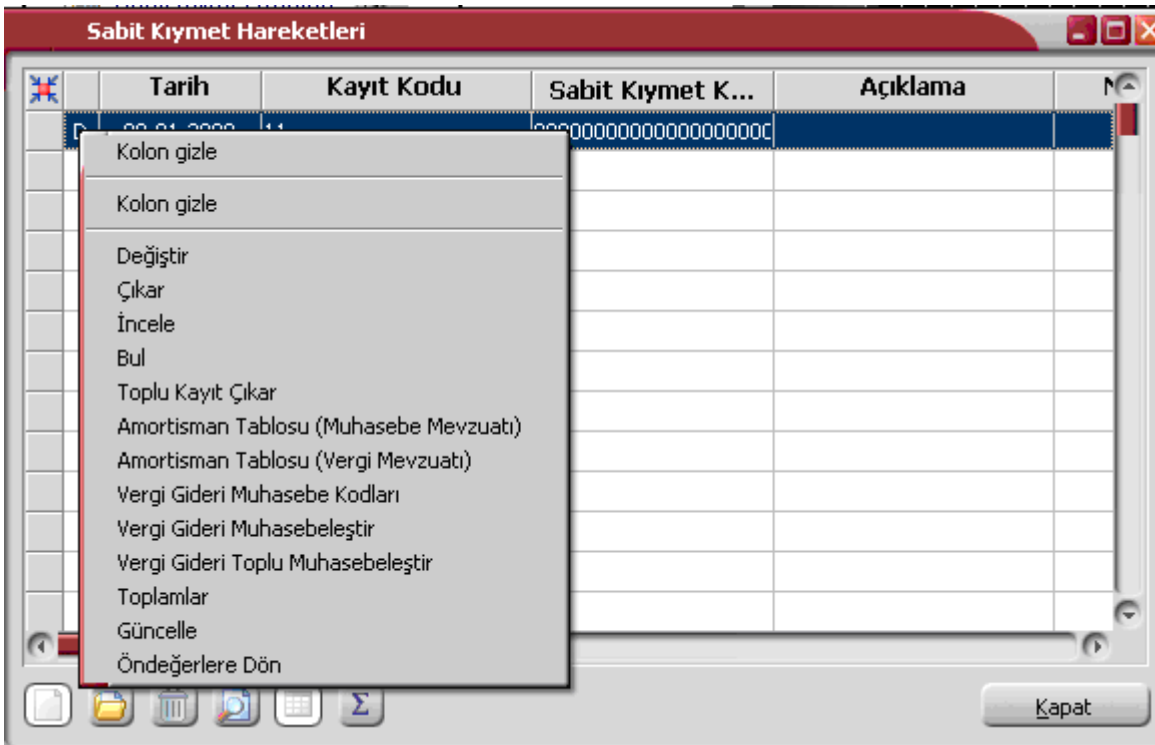 Sabit Kıymet Hareketleri
Tarih Kayıt Kodu Sabit Kıymet K... Açıklama
Kolon gizle
Kolon gizle
Değiştir
Çıkar
İncele
Bul
Toplu Kayıt Çıkar
Amortisman Tablosu (Muhasebe Mevzuatı)
Amortisman Tablosu (Vergi Mevzuatı)
Vergi Gideri Muhasebe Kodları
Vergi Gideri Muhasebeleştir
Vergi Gideri Toplu Muhasebeleştir
Toplamlar
Güncelle
Öndeğerlere Dön
Σ
Kapat